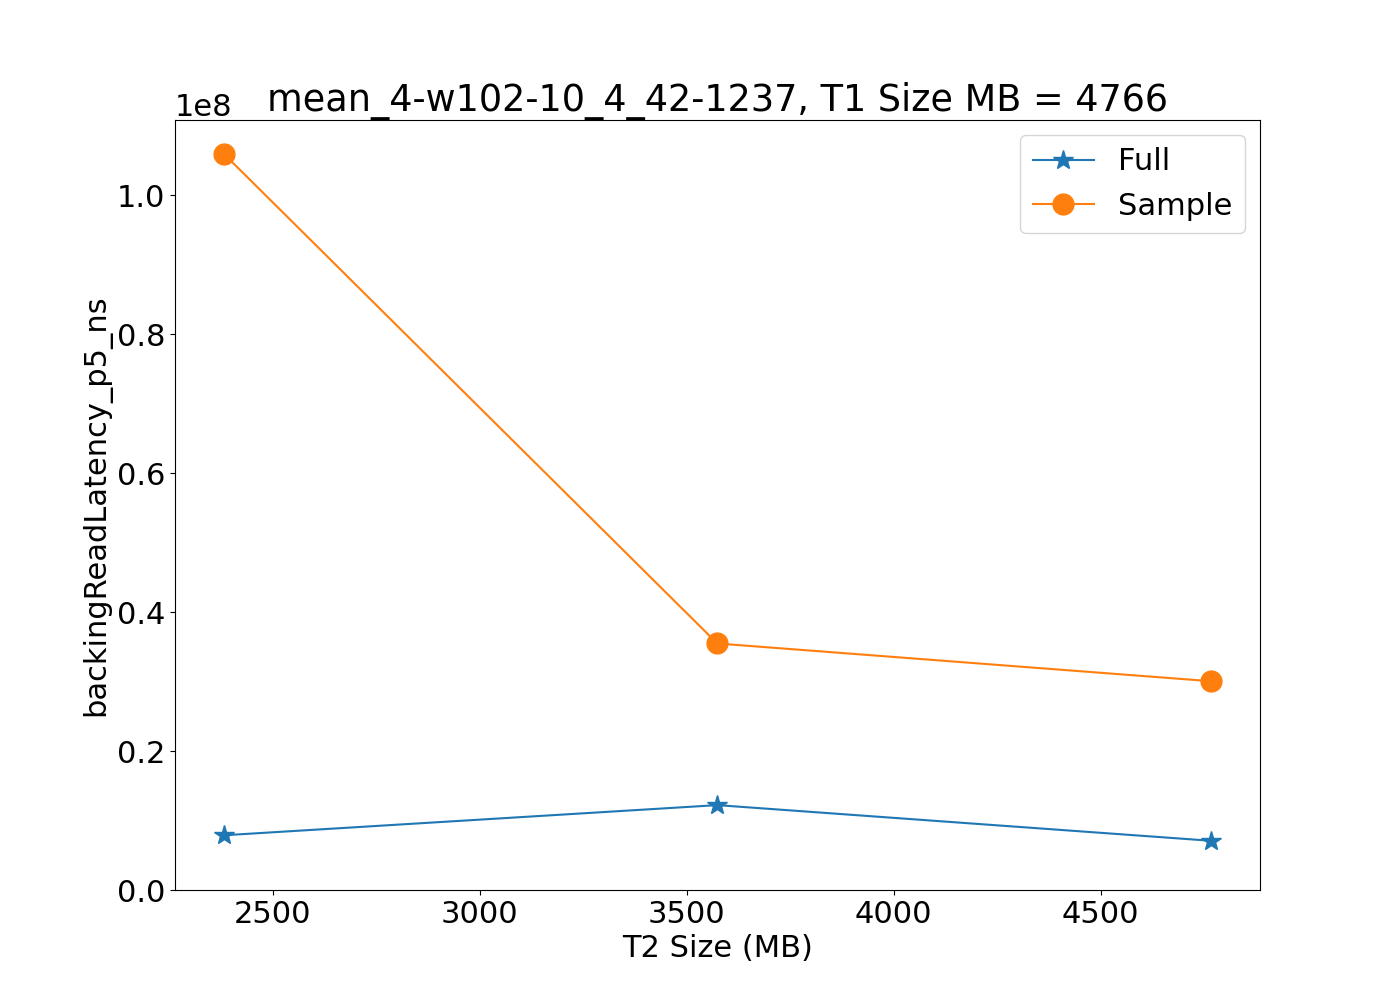 1e8
mean_4-w102-10_4_42-1237, T1 Size MB = 4766
Full
Sample
backingReadLatency_p5_ns
1.0
0.8
0.6
0.4
0.2
0.0
2500 3000 3500 4000 4500
T2 Size (MB)